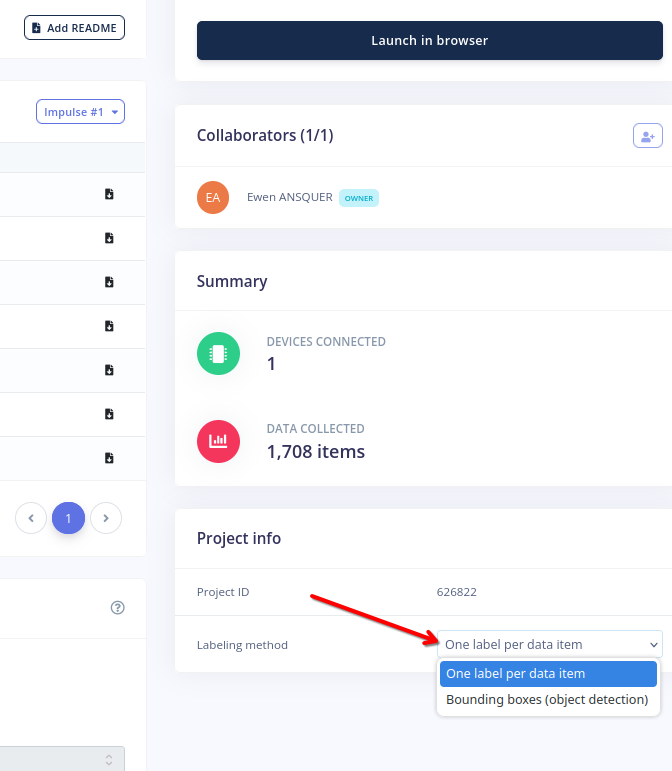 Add README
Impulse #1
1
Launch in browser
Collaborators (1/1)
EA
Ewen ANSQUER OWNER
Summary
DEVICES CONNECTED
1
DATA COLLECTED
1,708 items
Project info
Project ID 626822
Labeling method One label per data item
One label per data item
Bounding boxes (object detection)